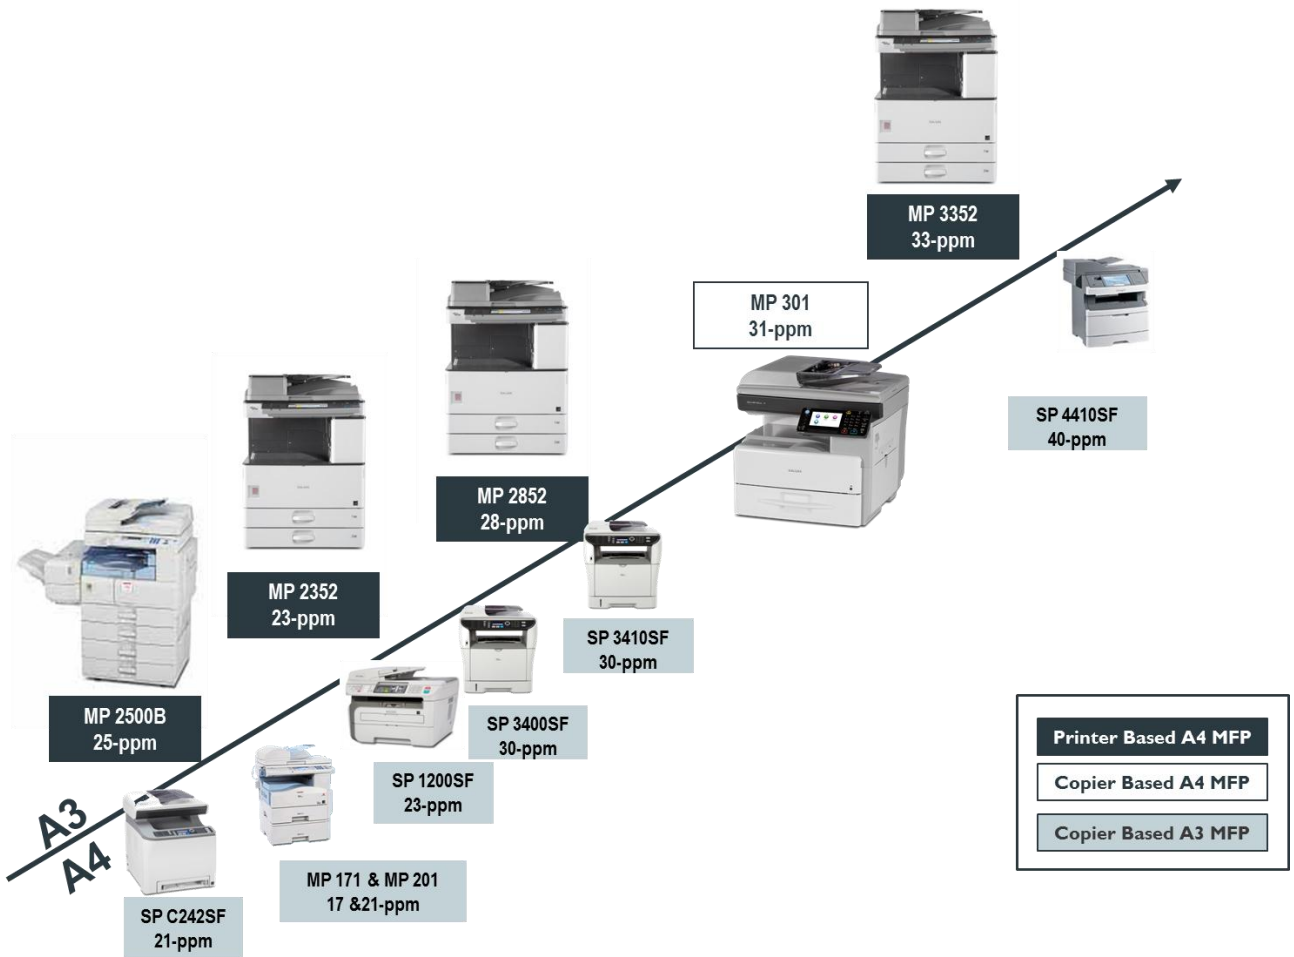 MP 3352
33-ppm
MP 301
31-ppm
SP 4410SF
40-ppm
MP 2852
28-ppm
MP 2352
23-ppm
SP 3410SF
30-ppm
MP 2500B
25-ppm
SP 3400SF
30-ppm
SP 1200SF
23-ppm
A3
A4
MP 171 & MP 201
17 &21-ppm
SP C242SF
21-ppm
Printer Based A4 MFP
Copier Based A4 MFP
Copier Based A3 MFP